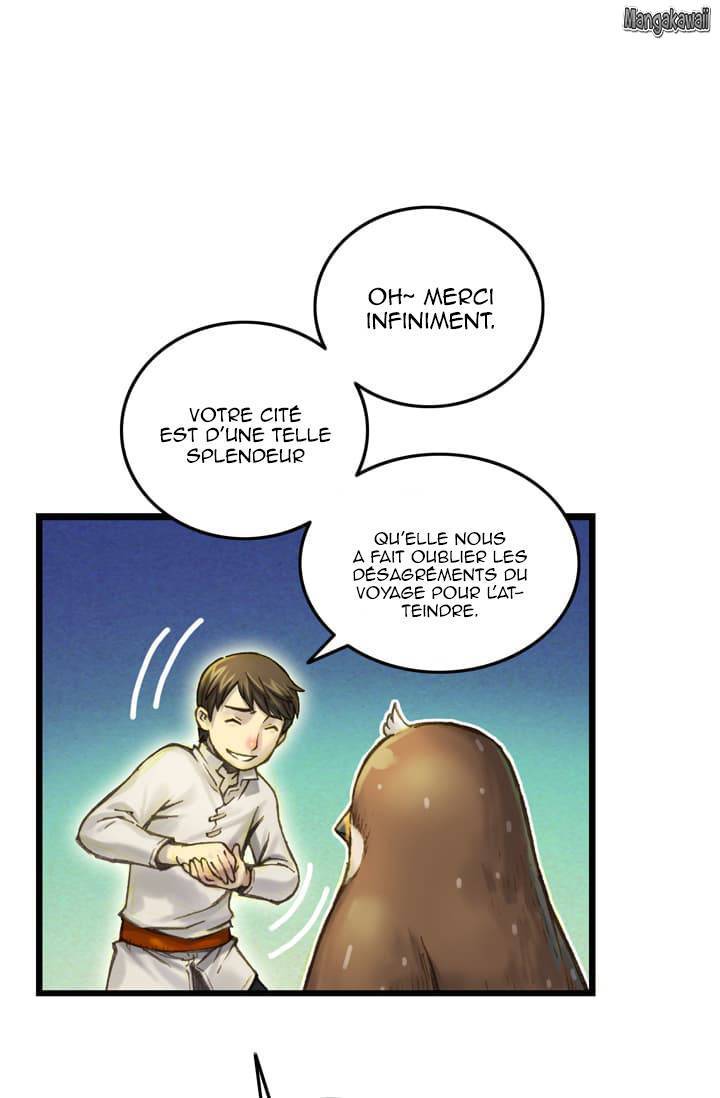 Mangakawaii
OH~ MERCI
INFINIMENT.
VOTRE CITÉ
EST D'UNE TELLE
SPLENDEUR
QU'ELLE NOUS
A FAIT OUBLIER LES
DÉSAGRÉMENTS DU
VOYAGE POUR L'AT-
TEINDRE.